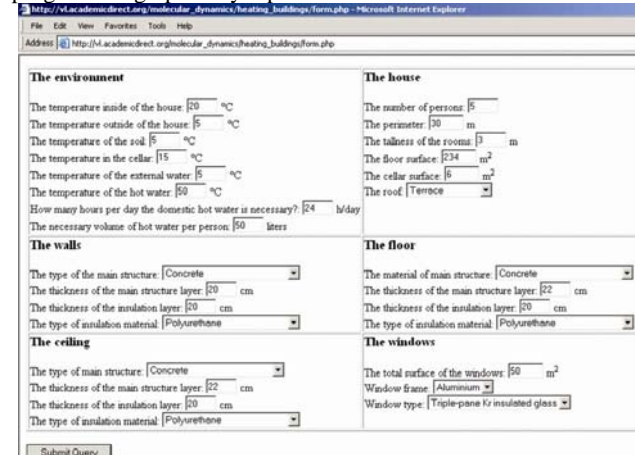 http://vl.academicdirect.org/molecular_dynamics/heating_buildings/form.php - Microsoft Internet Explorer
File Edit View Favorites Tools Help
Address http://vl.academicdirect.org/molecular_dynamics/heating_buildings/form.php
The environment
The temperature inside of the house: 20 °C
The temperature outside of the house: 5 °C
The temperature of the soil: 5 °C
The temperature in the cellar: 15 °C
The temperature of the external water: 5 °C
The temperature of the hot water: 50 °C
How many hours per day the domestic hot water is necessary?: 24 h/day
The necessary volume of hot water per person: 50 liters
The house
The number of persons: 5
The perimeter: 30 m
The tallness of the rooms: 3 m
The floor surface: 234 m²
The cellar surface: 6 m²
The roof: Terrace
The walls
The type of the main structure: Concrete
The thickness of the main structure layer: 20 cm
The thickness of the insulation layer: 20 cm
The type of insulation material: Polyurethane
The floor
The material of main structure: Concrete
The thickness of the main structure layer: 22 cm
The thickness of the insulation layer: 20 cm
The type of insulation material: Polyurethane
The ceiling
The type of main structure: Concrete
The thickness of the main structure layer: 22 cm
The thickness of the insulation layer: 20 cm
The type of insulation material: Polyurethane
The windows
The total surface of the windows: 50 m²
Window frame: Aluminium
Window type: Triple-pane Kr insulated glass
Submit Query